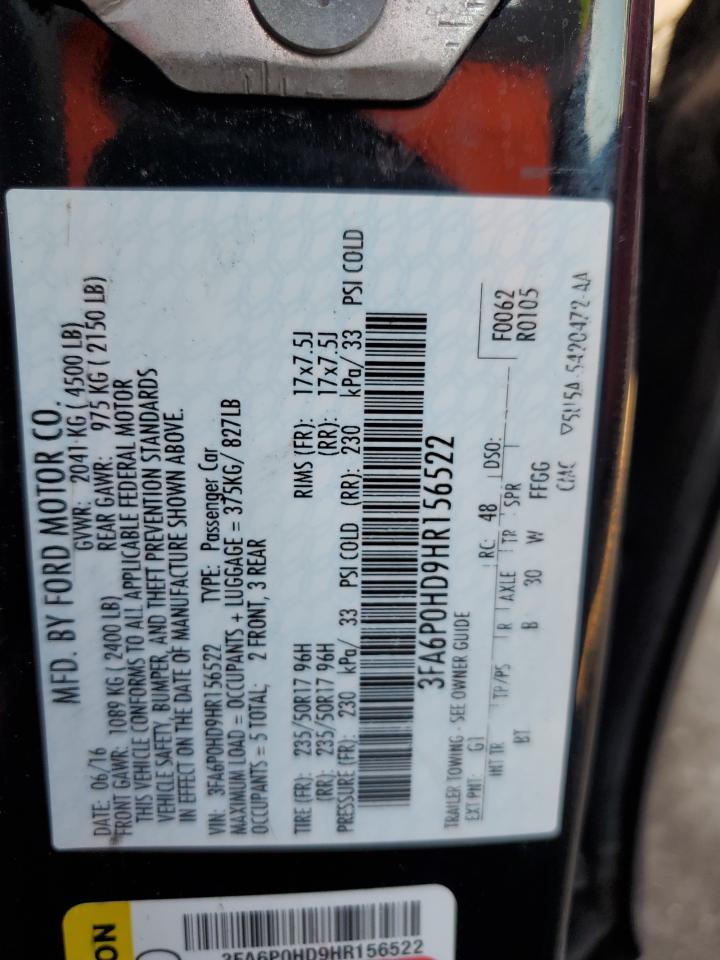 MFD. BY FORD MOTOR CO.
DATE: 06/16 GVWR: 2041 KG ( 4500 LB)
FRONT GAWR: 1089 KG ( 2400 LB) REAR GAWR: 975 KG ( 2150 LB)
THIS VEHICLE CONFORMS TO ALL APPLICABLE FEDERAL MOTOR
VEHICLE SAFETY, BUMPER, AND THEFT PREVENTION STANDARDS
IN EFFECT ON THE DATE OF MANUFACTURE SHOWN ABOVE.
VIN: 3FA6P0HD9HR156522 TYPE: Passenger Car
MAXIMUM LOAD = OCCUPANTS + LUGGAGE = 375KG/ 827LB
OCCUPANTS = 5 TOTAL: 2 FRONT, 3 REAR
TIRE (FR): 235/50R17 96H RIMS (FR): 17x7.5J
(RR): 235/50R17 96H (RR): 17x7.5J
PRESSURE (FR): 230 kPa/ 33 PSI COLD (RR): 230 kPa/ 33 PSI COLD
3FA6P0HD9HR156522
TRAILER TOWING - SEE OWNER GUIDE
EXT PNT: G1 RC: 48 DSO: F0062
R0105
INT TR TP/PS R AXLE TR SPR
BT B 30 W FFGG
CMC 5U5A-5420472-AA
ON
3FA6P0HD9HR156522